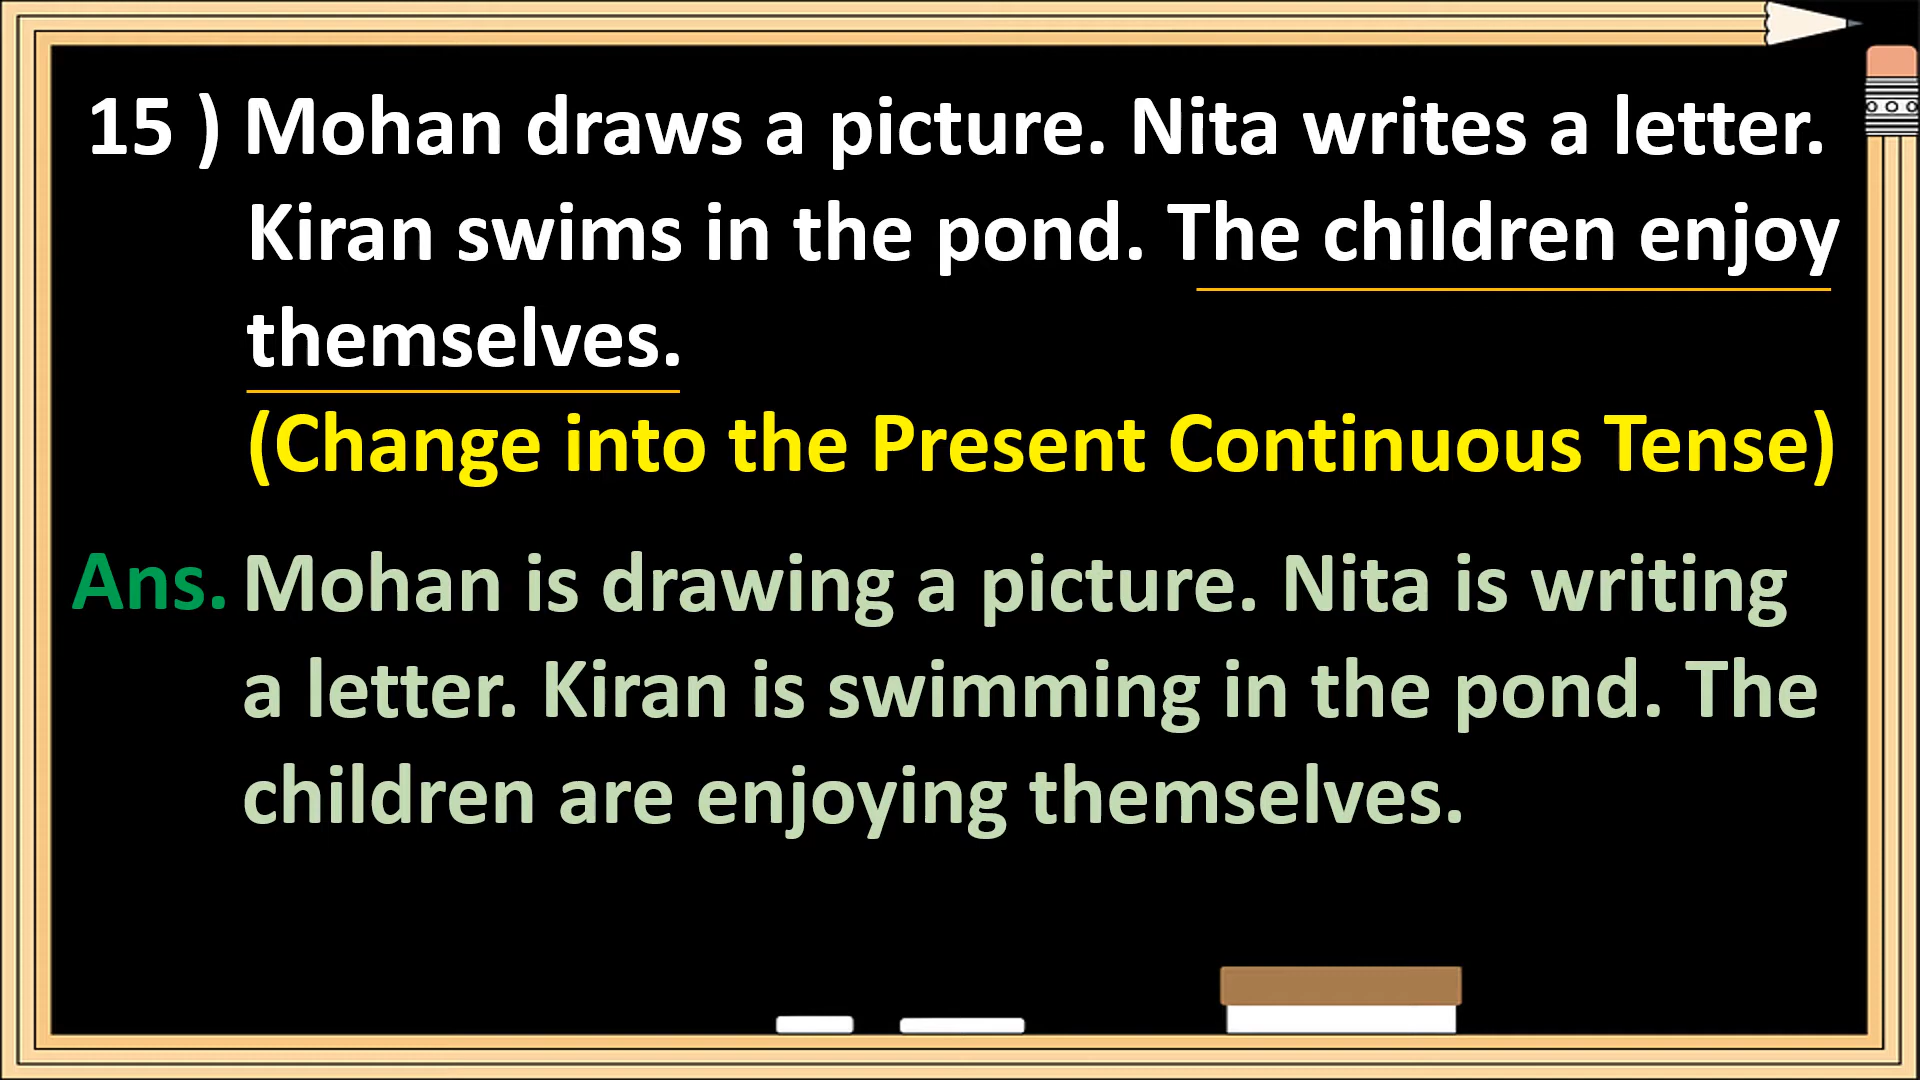 15 ) Mohan draws a picture. Nita writes a letter.
Kiran swims in the pond. The children enjoy
themselves.
(Change into the Present Continuous Tense)
Ans. Mohan is drawing a picture. Nita is writing
a letter. Kiran is swimming in the pond. The
children are enjoying themselves.